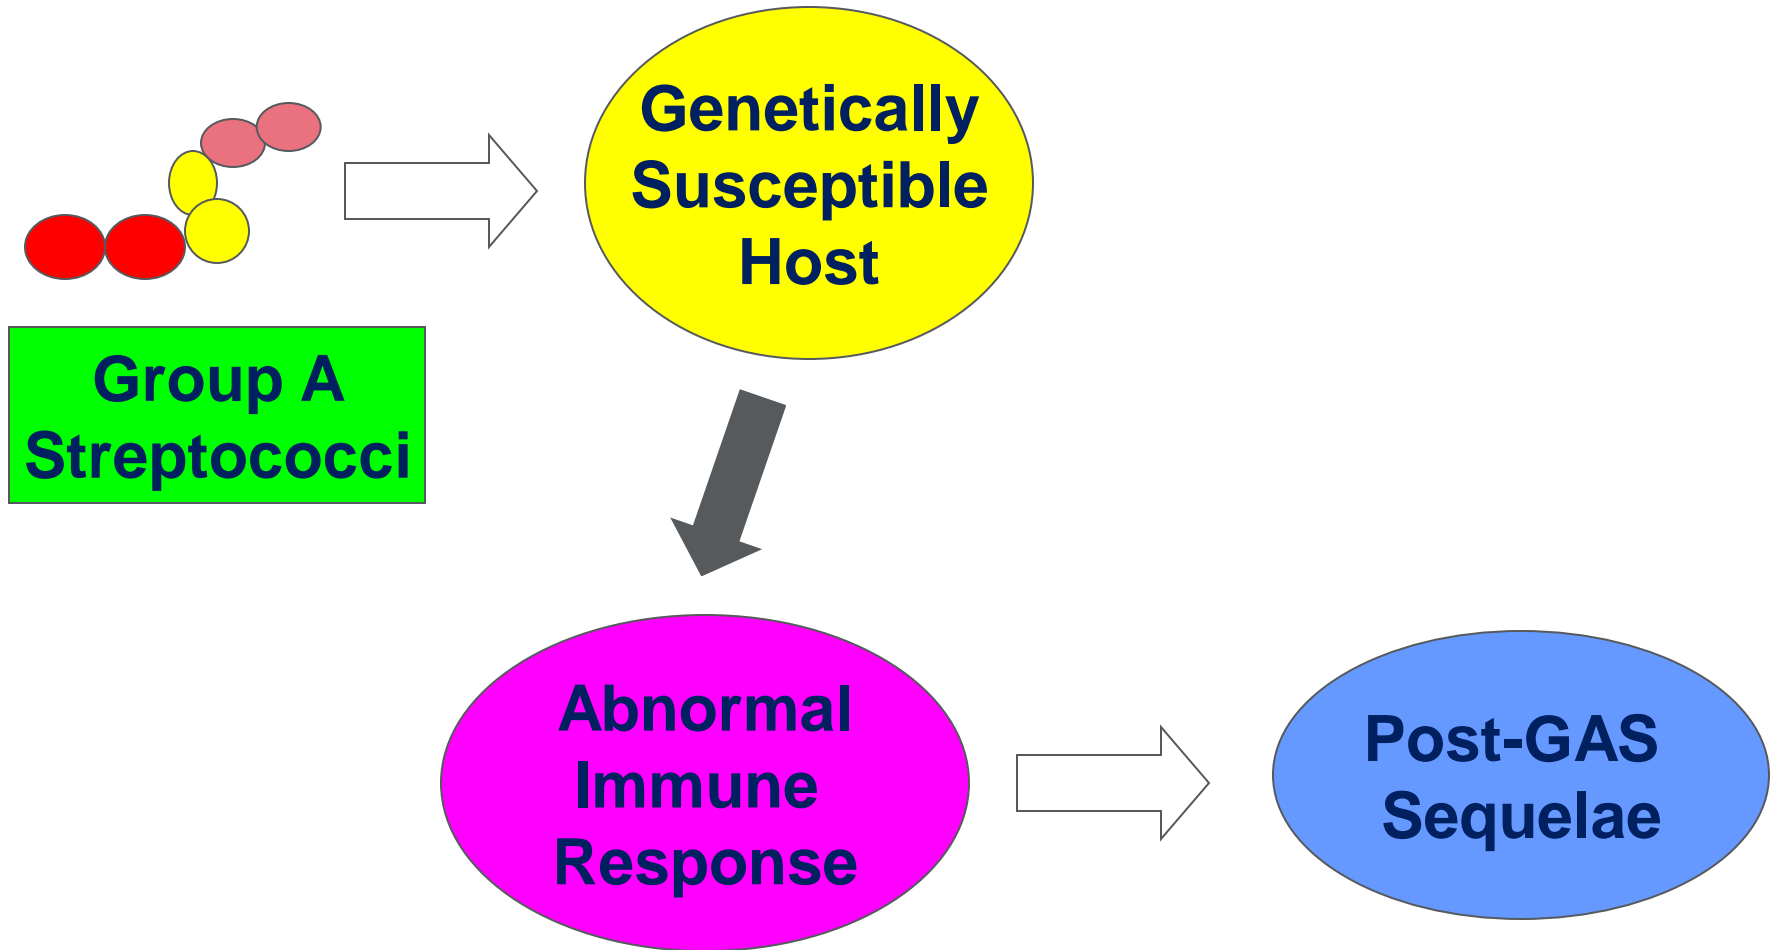 Genetically
Susceptible
Host
Group A
Streptococci
Abnormal
Immune
Response
Post-GAS
Sequelae